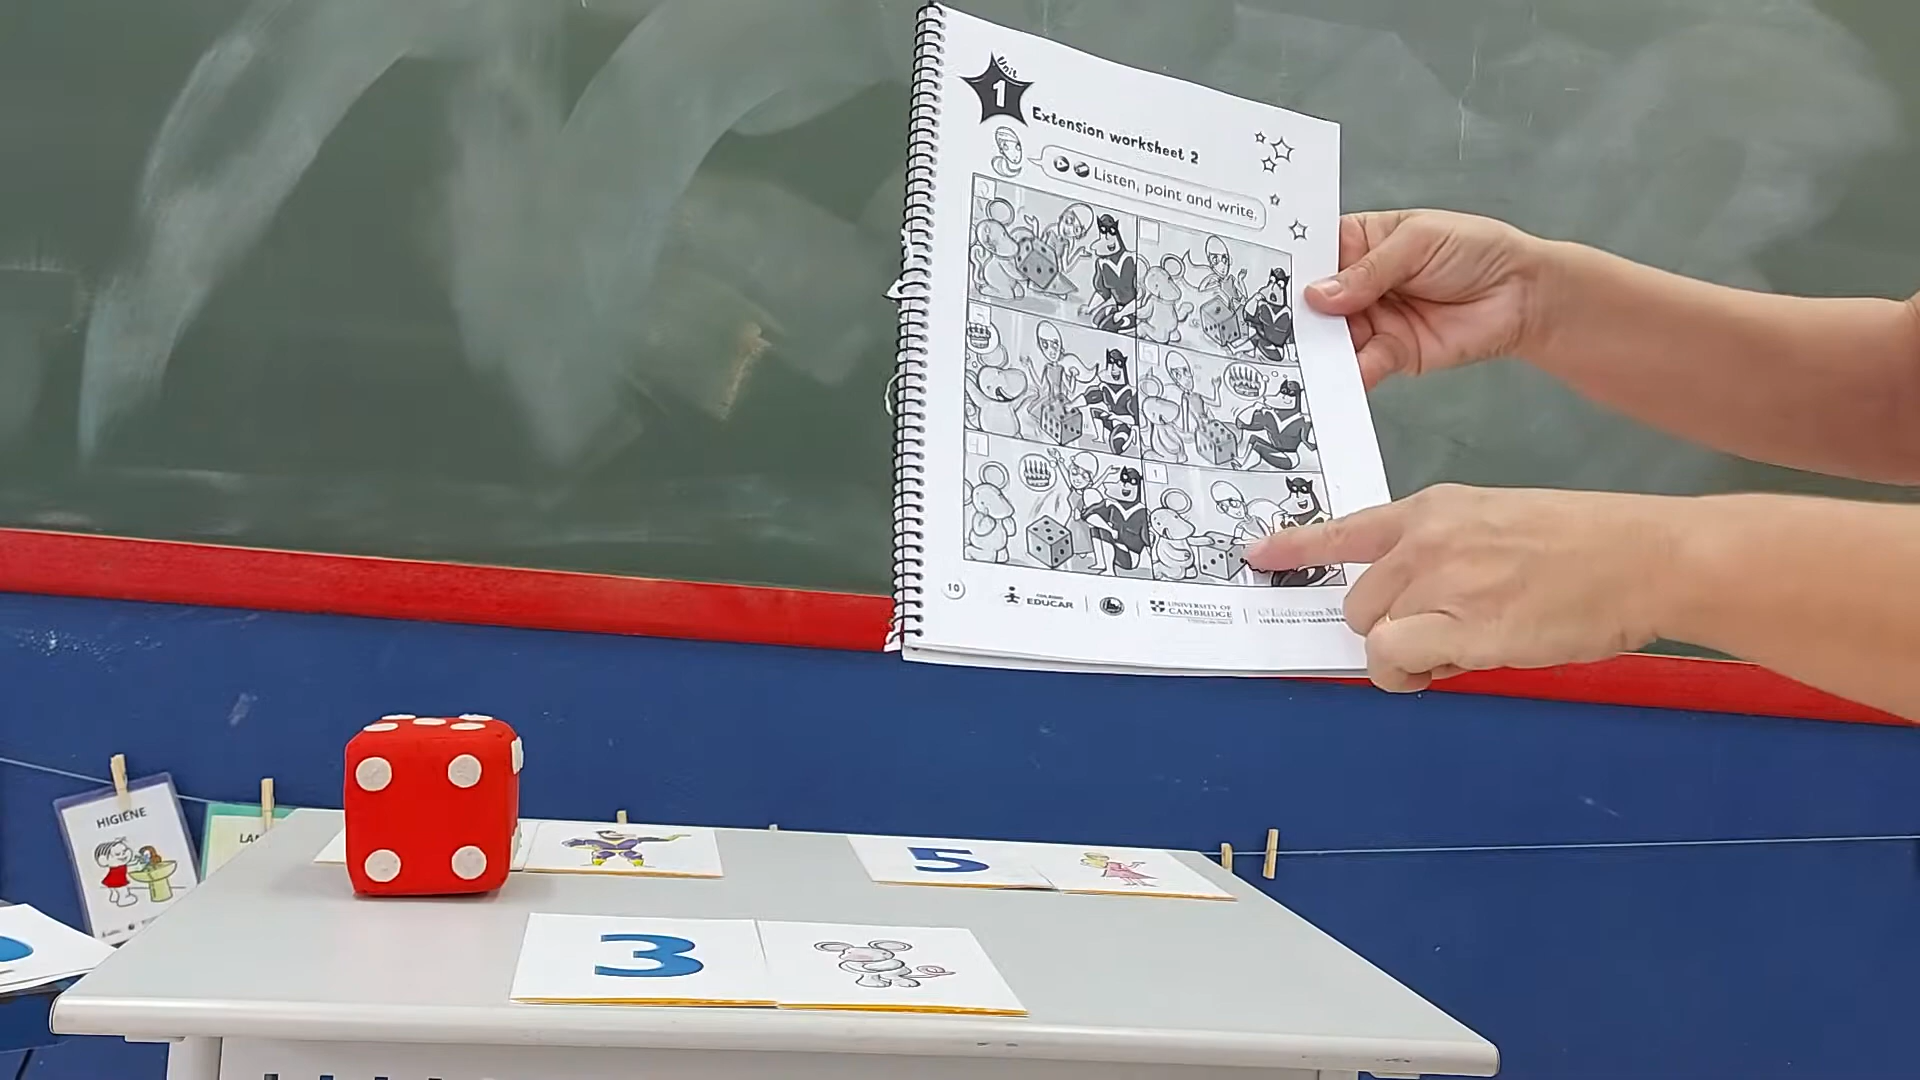 Unit
1
Extension worksheet 2
Listen, point and write.
1
10
EDUCAR
UNIVERSITY OF
CAMBRIDGE
HIGIENE
5
3